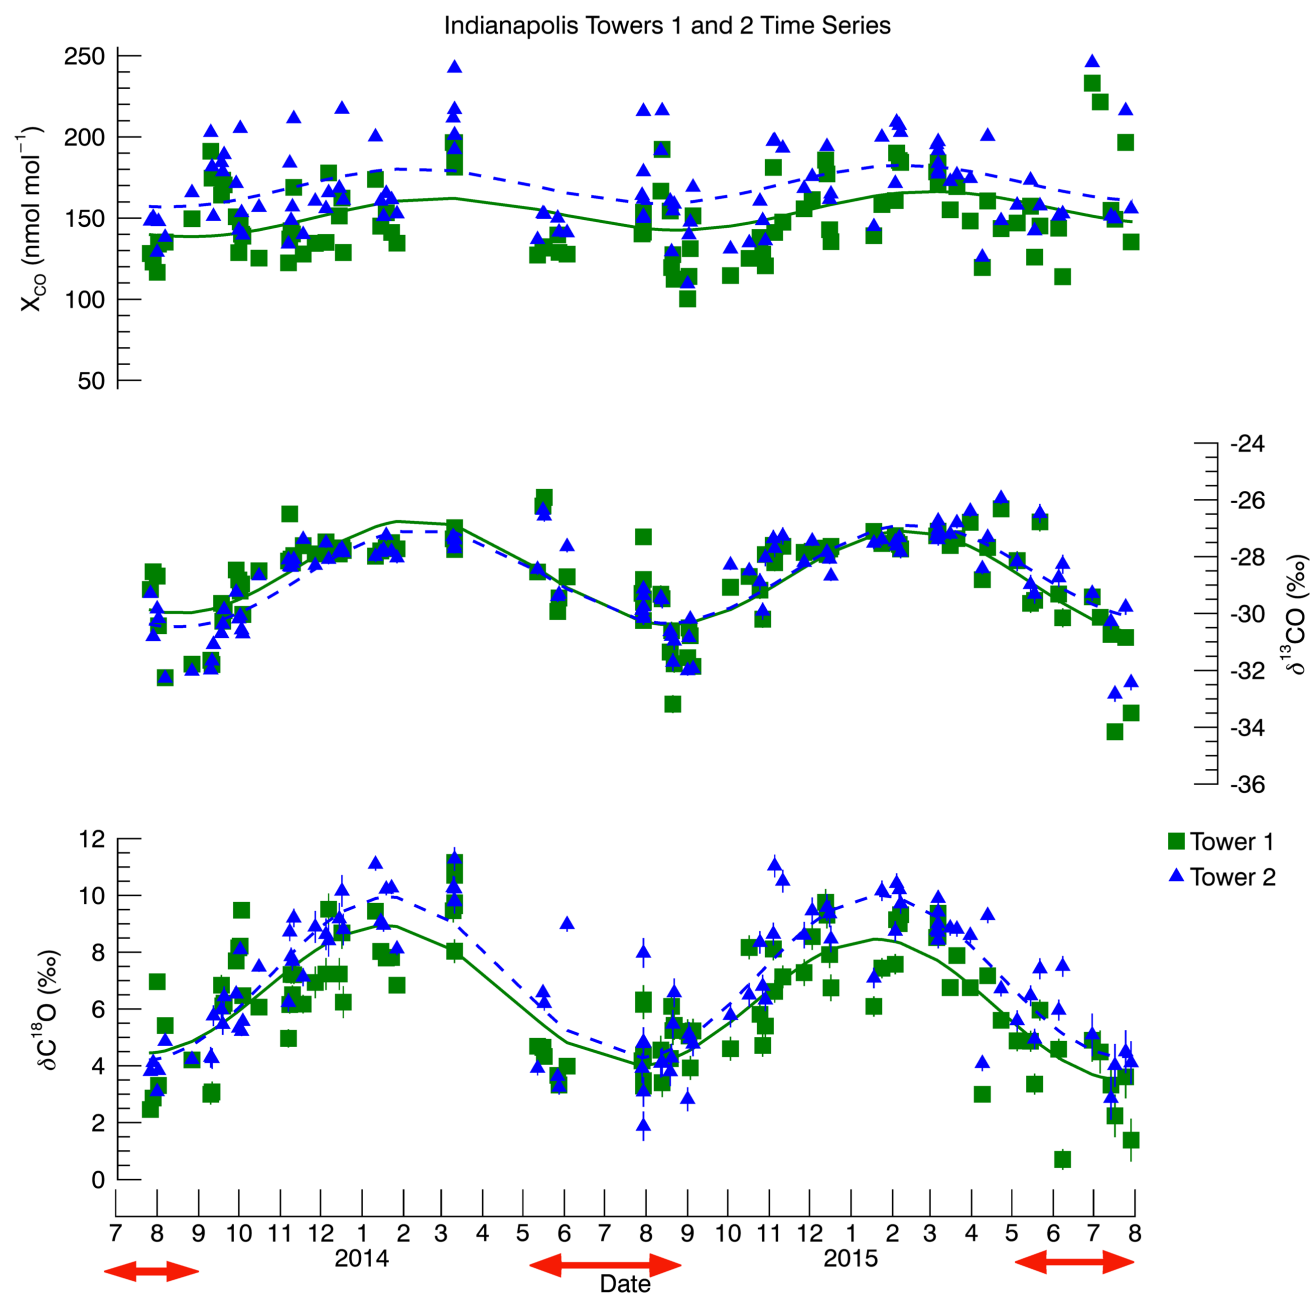 Indianapolis Towers 1 and 2 Time Series
250
200
150
100
50
X_CO (nmol mol⁻¹)
-24
-26
-28
-30
-32
-34
-36
δ¹³CO (‰)
12
10
8
6
4
2
0
δC¹⁸O (‰)
Tower 1
Tower 2
7 8 9 10 11 12 1 2 3 4 5 6 7 8 9 10 11 12 1 2 3 4 5 6 7 8
2014 2015
Date